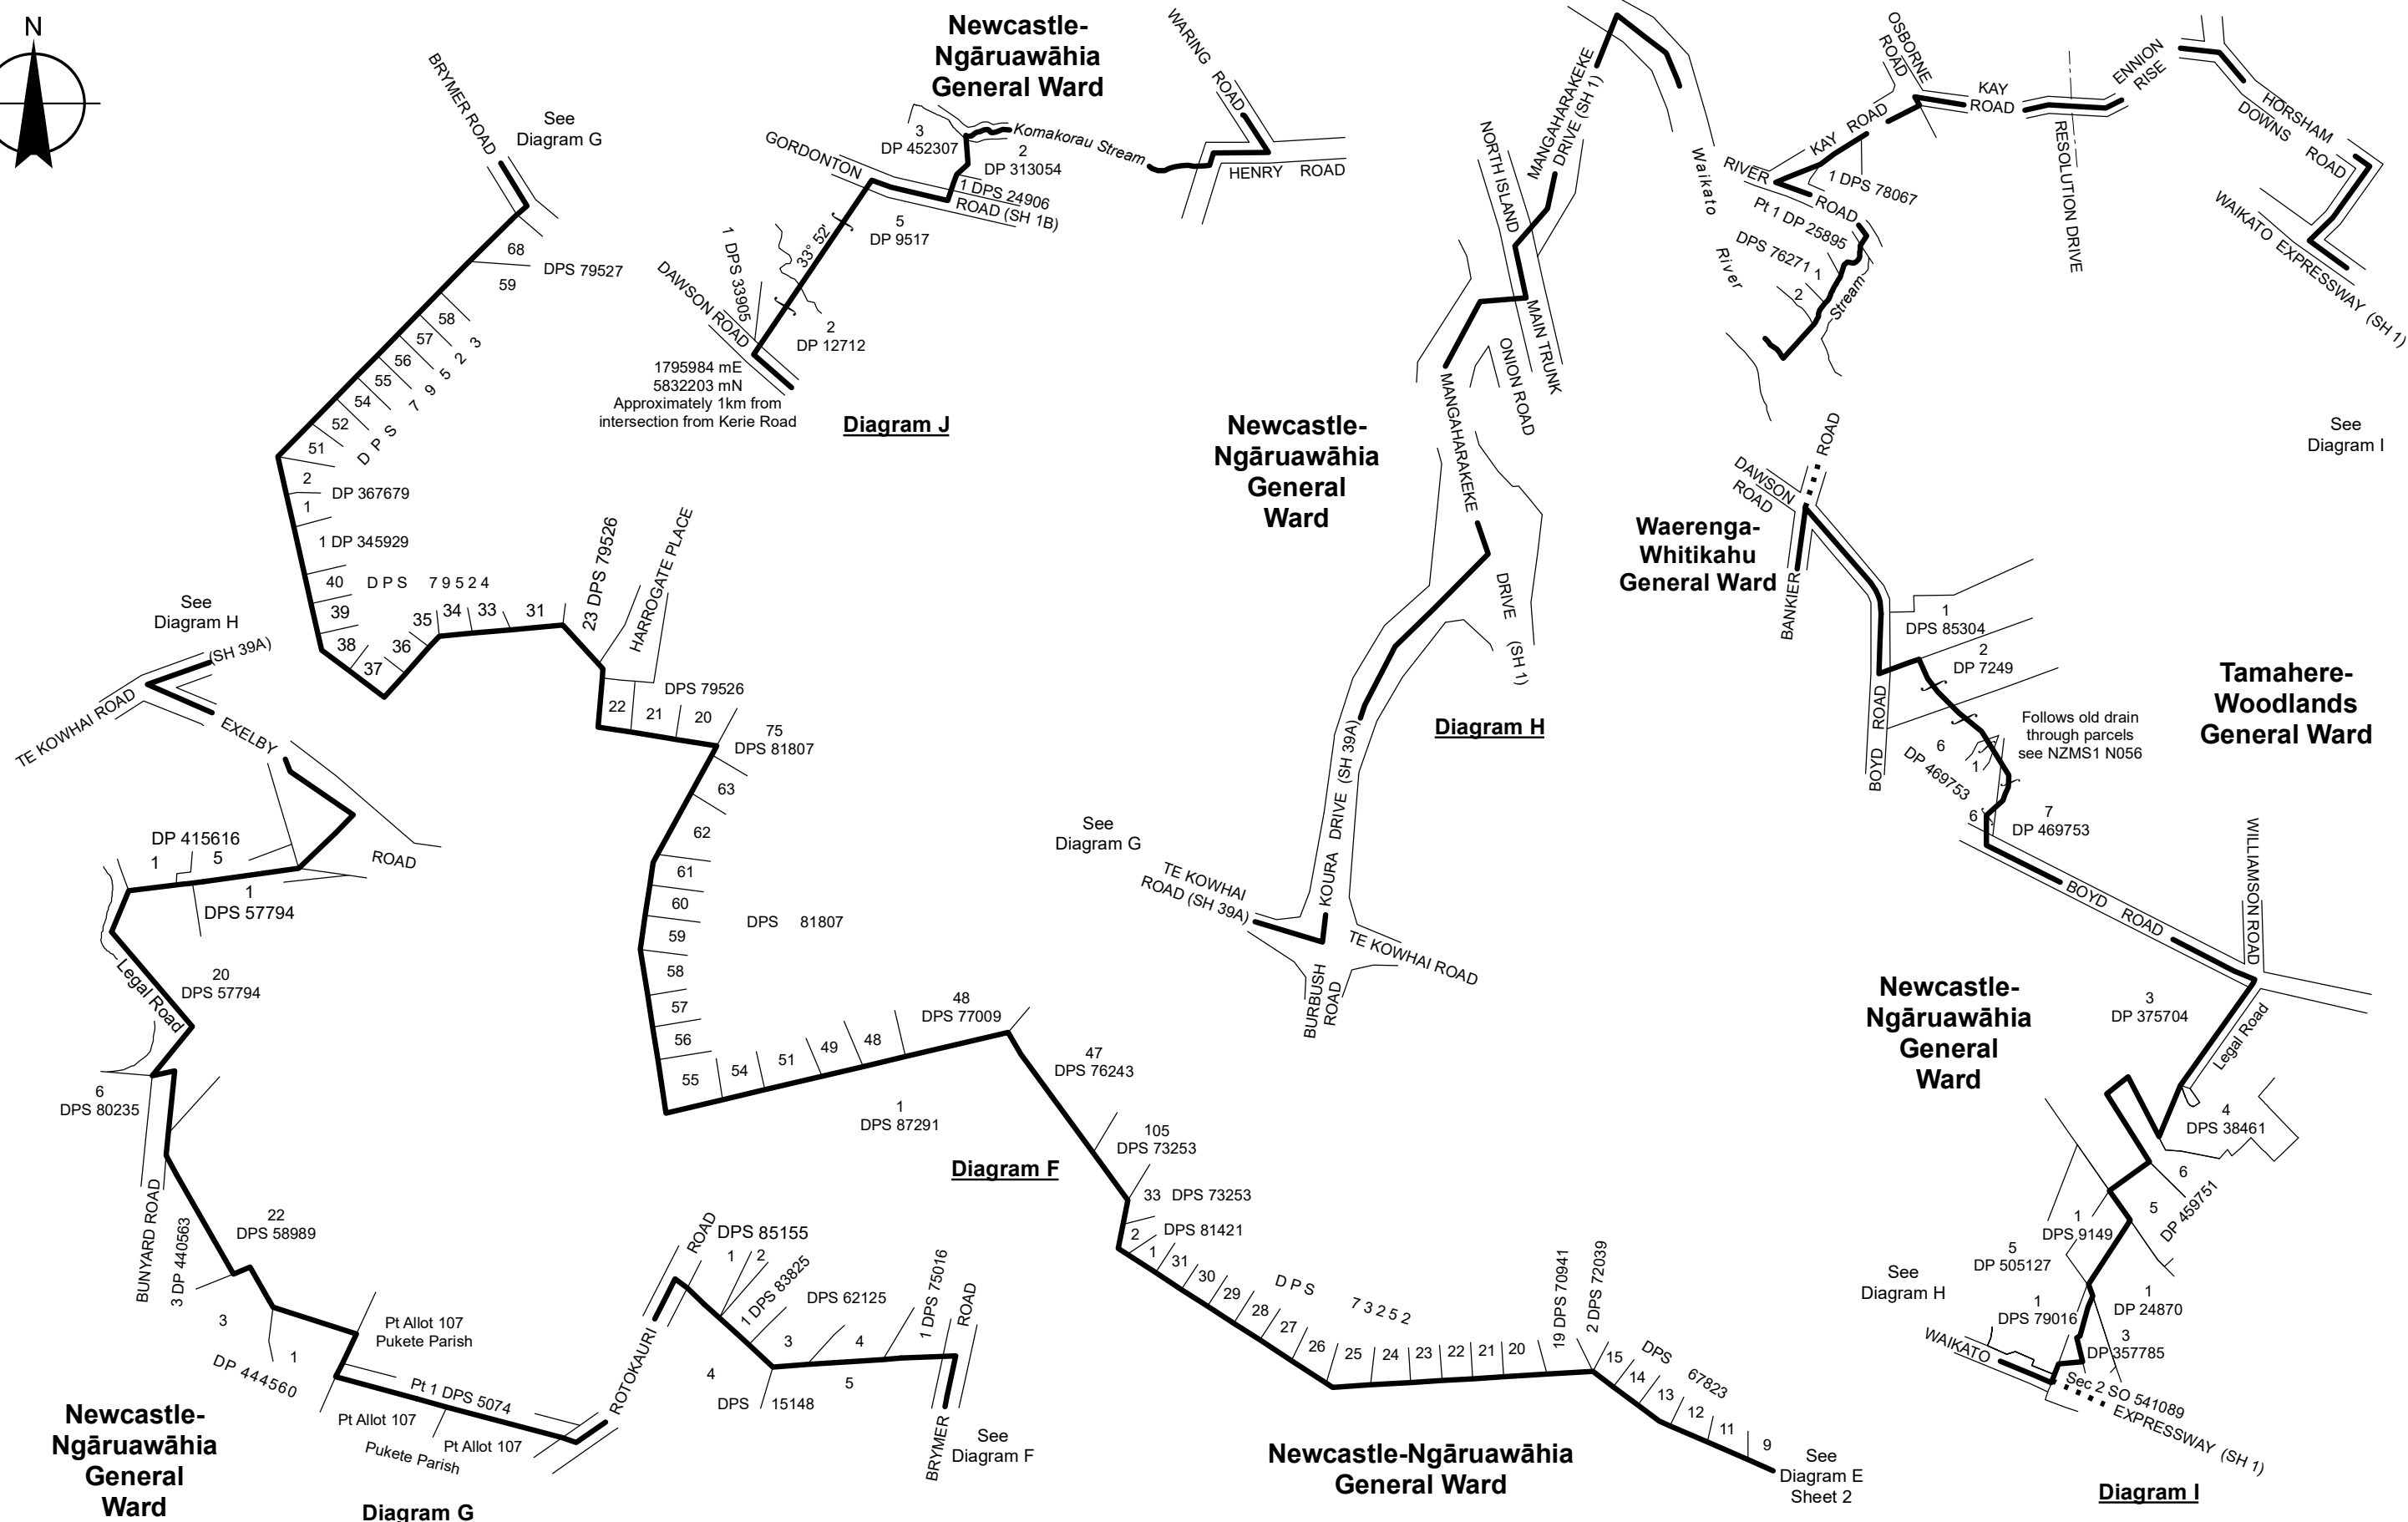 N
Newcastle-
Ngāruawāhia
General Ward
BRYMER ROAD
See
Diagram G
68
DPS 79527
59
58
57
56
55
54
52
51
DPS 79523
2
DP 367679
1
1 DP 345929
40
DPS 79524
39
38
37
36
35
34
33
31
23 DPS 79526
HARROGATE PLACE
22
21
20
DPS 79526
75
DPS 81807
63
62
61
60
59
58
57
56
55
DPS 81807
54
51
49
48
48
DPS 77009
1
DPS 87291
47
DPS 76243
105
DPS 73253
33 DPS 73253
2
DPS 81421
1
31
30
29
28
27
26
DPS 73252
25
24
23
22
21
20
19 DPS 70941
2 DPS 72039
15
14
13
12
11
9
DPS 67823
See
Diagram E
Sheet 2
Diagram F
Newcastle-Ngāruawāhia
General Ward
GORDONTON
ROAD (SH 1B)
3
DP 452307
Komakorau Stream
2
DP 313054
1 DPS 24906
5
DP 9517
33° 52'
1 DPS 33905
DAWSON ROAD
2
DP 12712
1795984 mE
5832203 mN
Approximately 1km from
intersection from Kerie Road
WARING ROAD
HENRY ROAD
Diagram J
See
Diagram H
(SH 39A)
TE KOWHAI ROAD
EXELBY
ROAD
DP 415616
1
5
1
DPS 57794
20
DPS 57794
Legal Road
6
DPS 80235
BUNYARD ROAD
3 DP 440563
22
DPS 58989
3
1
DP 444560
Pt Allot 107
Pukete Parish
Pt 1 DPS 5074
Pt Allot 107
Pt Allot 107
Pukete Parish
ROTOKAURI
ROAD
DPS 85155
1
2
1 DPS 83825
DPS 62125
3
4
1 DPS 75016
4
5
DPS 15148
BRYMER
ROAD
See
Diagram F
Newcastle-
Ngāruawāhia
General
Ward
Diagram G
MANGAHARAKEKE
DRIVE (SH 1)
NORTH ISLAND
MAIN TRUNK
ONION ROAD
MANGAHARAKEKE
DRIVE (SH 1)
Newcastle-
Ngāruawāhia
General
Ward
KOURA DRIVE (SH 39A)
See
Diagram G
TE KOWHAI
ROAD (SH 39A)
TE KOWHAI ROAD
BURBUSH
ROAD
Diagram H
Waikato River
RIVER
ROAD
KAY ROAD
1 DPS 78067
Pt 1 DP 25895
DPS 76271
1
2
Stream
OSBORNE
ROAD
KAY
ROAD
RESOLUTION DRIVE
ENNION
RISE
HORSHAM
DOWNS ROAD
WAIKATO EXPRESSWAY (SH 1)
See
Diagram I
ROAD
DAWSON
ROAD
BANKIER
Waerenga-
Whitikahu
General Ward
1
DPS 85304
2
DP 7249
BOYD ROAD
Follows old drain
through parcels
see NZMS1 N056
6
DP 469753
1
6
7
DP 469753
Tamahere-
Woodlands
General Ward
BOYD ROAD
WILLIAMSON ROAD
3
DP 375704
Legal Road
4
DPS 38461
6
5
DP 459751
Newcastle-
Ngāruawāhia
General
Ward
1
DPS 9149
5
DP 505127
1
DP 24870
1
DPS 79016
3
DP 357785
See
Diagram H
WAIKATO
Sec 2 SO 541089
EXPRESSWAY (SH 1)
Diagram I